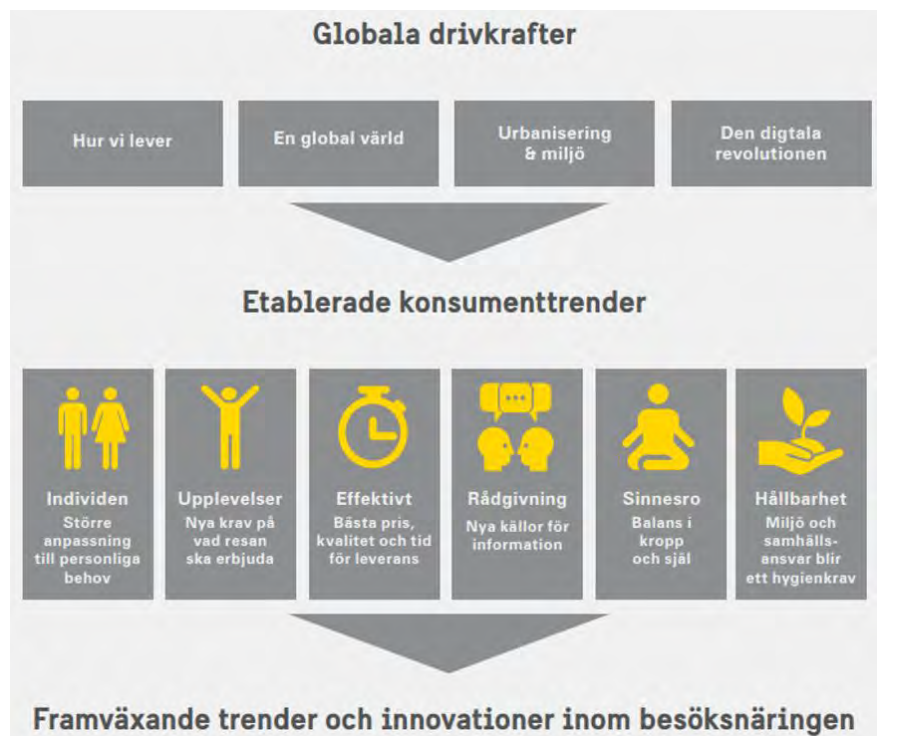 Globala drivkrafter
Hur vi lever
En global värld
Urbanisering
& miljö
Den digtala
revolutionen
Etablerade konsumenttrender
Individen
Större
anpassning
till personliga
behov
Upplevelser
Nya krav på
vad resan
ska erbjuda
Effektivt
Bästa pris,
kvalitet och tid
för leverans
Rådgivning
Nya källor för
information
Sinnesro
Balans i
kropp
och själ
Hållbarhet
Miljö och
samhälls-
ansvar blir
ett hygienkrav
Framväxande trender och innovationer inom besöksnäringen